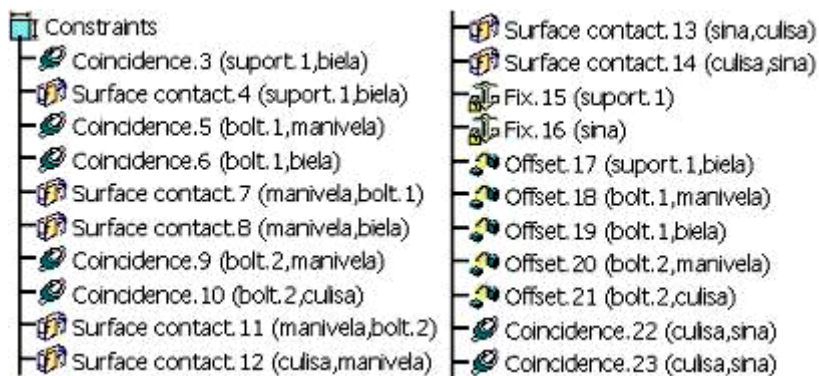 Constraints
Coincidence.3 (suport.1,biela)
Surface contact.4 (suport.1,biela)
Coincidence.5 (bolt.1,manivela)
Coincidence.6 (bolt.1,biela)
Surface contact.7 (manivela,bolt.1)
Surface contact.8 (manivela,biela)
Coincidence.9 (bolt.2,manivela)
Coincidence.10 (bolt.2,culisa)
Surface contact.11 (manivela,bolt.2)
Surface contact.12 (culisa,manivela)
Surface contact.13 (sina,culisa)
Surface contact.14 (culisa,sina)
Fix.15 (suport.1)
Fix.16 (sina)
Offset.17 (suport.1,biela)
Offset.18 (bolt.1,manivela)
Offset.19 (bolt.1,biela)
Offset.20 (bolt.2,manivela)
Offset.21 (bolt.2,culisa)
Coincidence.22 (culisa,sina)
Coincidence.23 (culisa,sina)